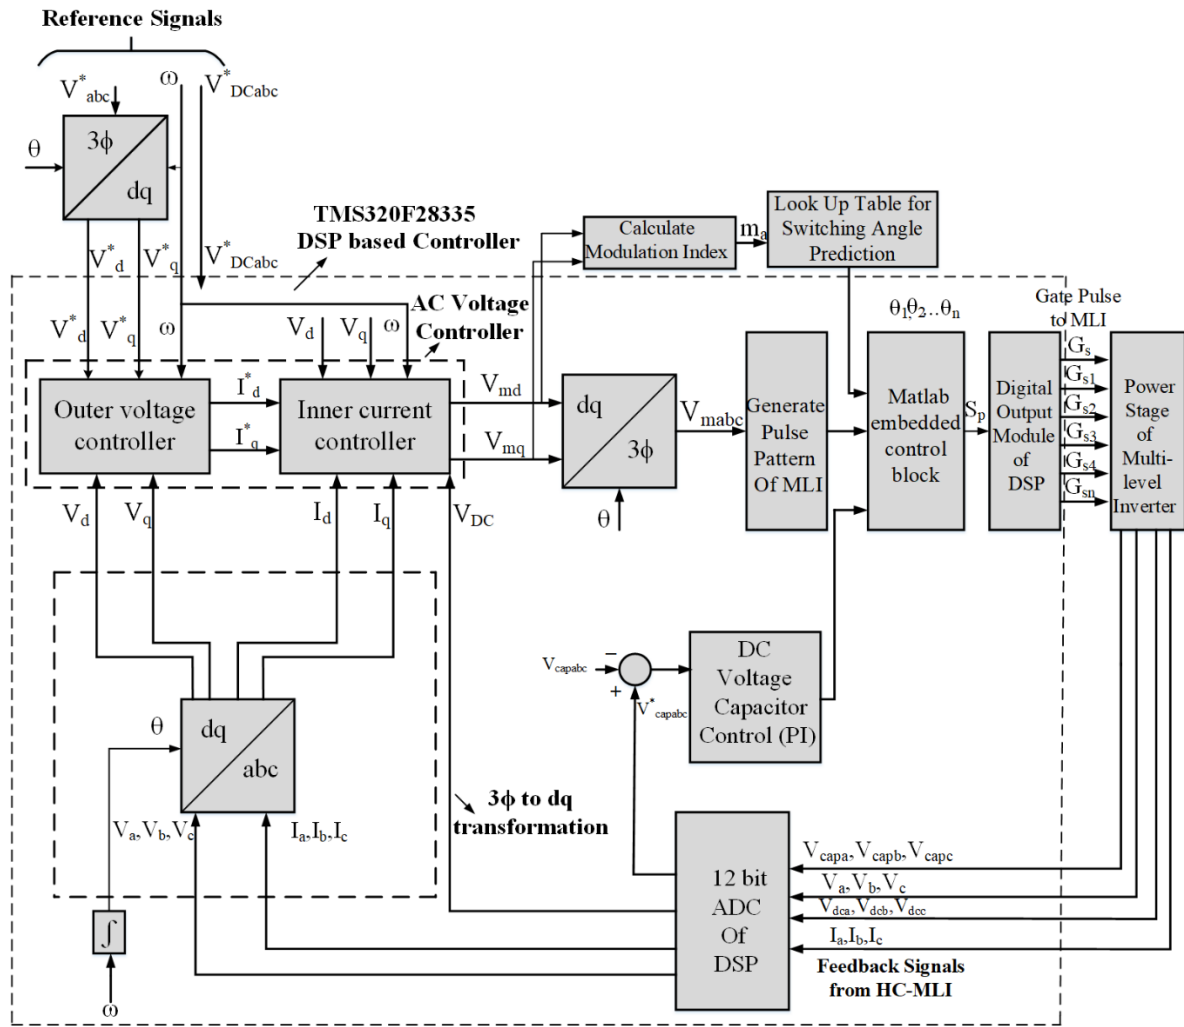 Reference Signals
V*abc
ω
V*DCabc
3ϕ
θ
dq
TMS320F28335
DSP based Controller
V*d
V*q
V*DCabc
Calculate
Modulation Index
ma
Look Up Table for
Switching Angle
Prediction
AC Voltage
Controller
V*d
V*q
ω
Vd
Vq
ω
θ1,θ2..θn
Gate Pulse
to MLI
Outer voltage
controller
I*d
I*q
Inner current
controller
Vmd
Vmq
dq
3ϕ
θ
Vmabc
Generate
Pulse
Pattern
Of MLI
Matlab
embedded
control
block
Sp
Digital
Output
Module
of
DSP
Gs
Gs1
Gs2
Gs3
Gs4
Gsn
Power
Stage
of
Multi-
level
Inverter
Vd
Vq
Id
Iq
VDC
Vcapabc
−
+
V*capabc
DC
Voltage
Capacitor
Control (PI)
θ
dq
abc
3ϕ to dq
transformation
Va,Vb,Vc
Ia,Ib,Ic
∫
ω
12 bit
ADC
Of
DSP
Vcapa,Vcapb,Vcapc
Va,Vb,Vc
Vdca,Vdcb,Vdcc
Ia,Ib,Ic
Feedback Signals
from HC-MLI